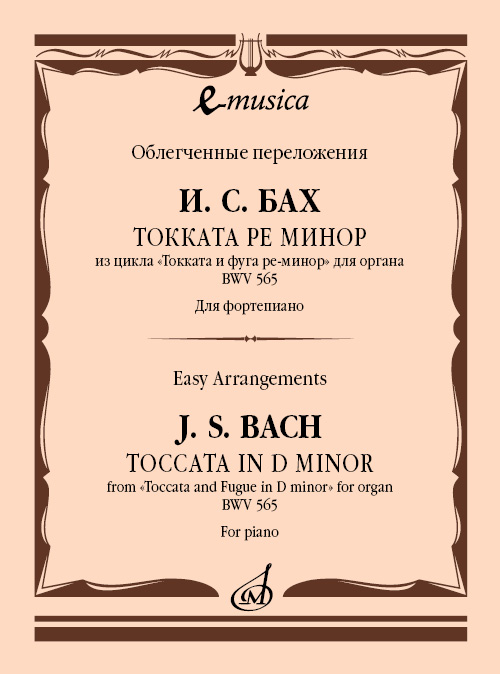 e-musica
Облегченные переложения
И. С. БАХ
ТОККАТА РЕ МИНОР
из цикла «Токката и фуга ре-минор» для органа
BWV 565
Для фортепиано
Easy Arrangements
J. S. BACH
TOCCATA IN D MINOR
from «Toccata and Fugue in D minor» for organ
BWV 565
For piano